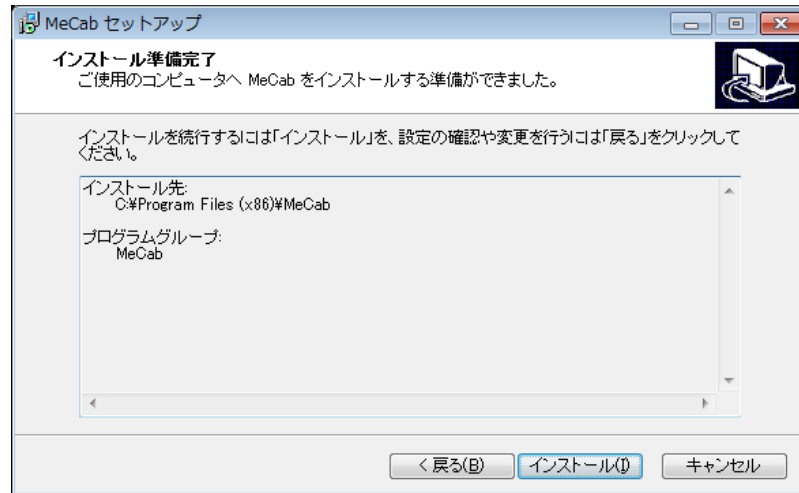 MeCab セットアップ
インストール準備完了
ご使用のコンピュータへ MeCab をインストールする準備ができました。
インストールを続行するには「インストール」を、設定の確認や変更を行うには「戻る」をクリックして
ください。
インストール先:
C:¥Program Files (x86)¥MeCab
プログラムグループ:
MeCab
< 戻る(B)
インストール(I)
キャンセル